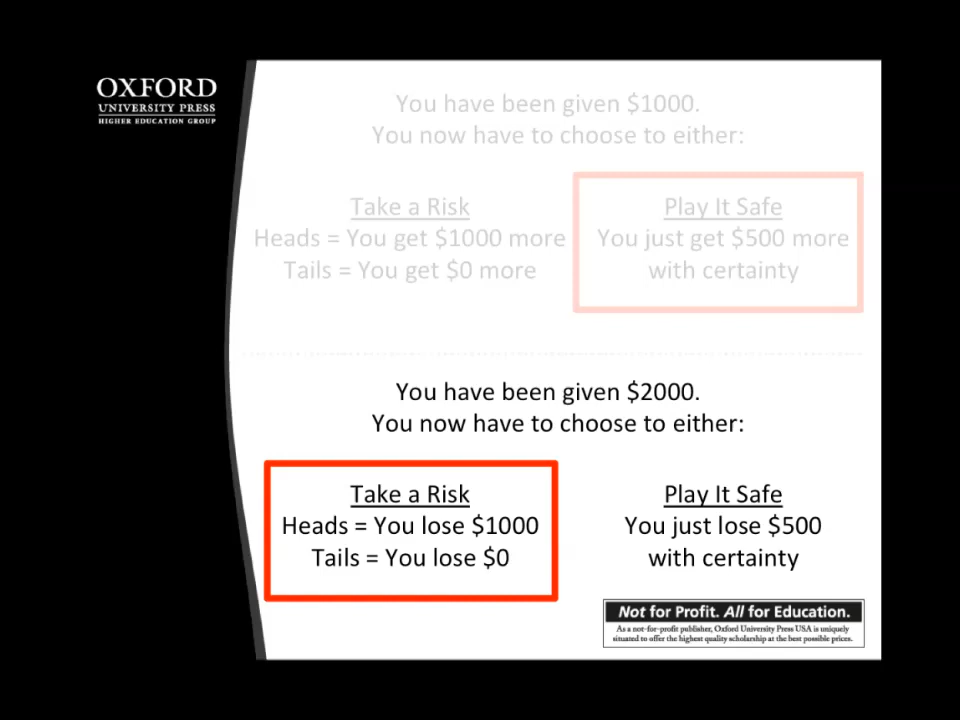 OXFORD
UNIVERSITY PRESS
HIGHER EDUCATION GROUP
You have been given $1000.
You now have to choose to either:
Take a Risk
Heads = You get $1000 more
Tails = You get $0 more
Play It Safe
You just get $500 more
with certainty
You have been given $2000.
You now have to choose to either:
Take a Risk
Heads = You lose $1000
Tails = You lose $0
Play It Safe
You just lose $500
with certainty
Not for Profit. All for Education.
As a not-for-profit publisher, Oxford University Press USA is uniquely
situated to offer the highest quality scholarship at the best possible prices.